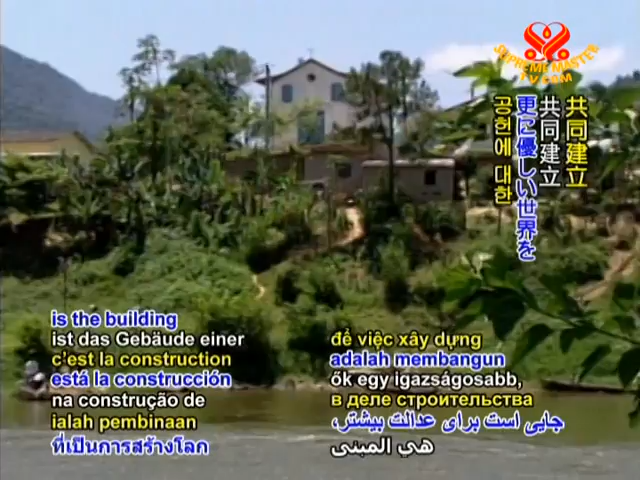 SUPREME MASTER
TV.COM
共同建立
共同建立
更に優しい世界を
공헌에 대한
is the building
ist das Gebäude einer
c'est la construction
está la construcción
na construção de
ialah pembinaan
ที่เป็นการสร้างโลก
để việc xây dựng
adalah membangun
ők egy igazságosabb,
в деле строительства
جایی است برای عدالت بیشتر،
هي المبنى